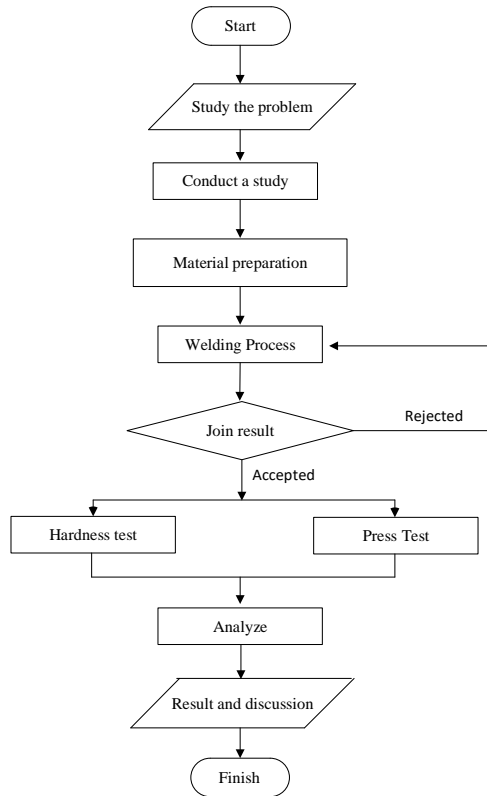 Start
Study the problem
Conduct a study
Material preparation
Welding Process
Join result
Rejected
Accepted
Hardness test
Press Test
Analyze
Result and discussion
Finish